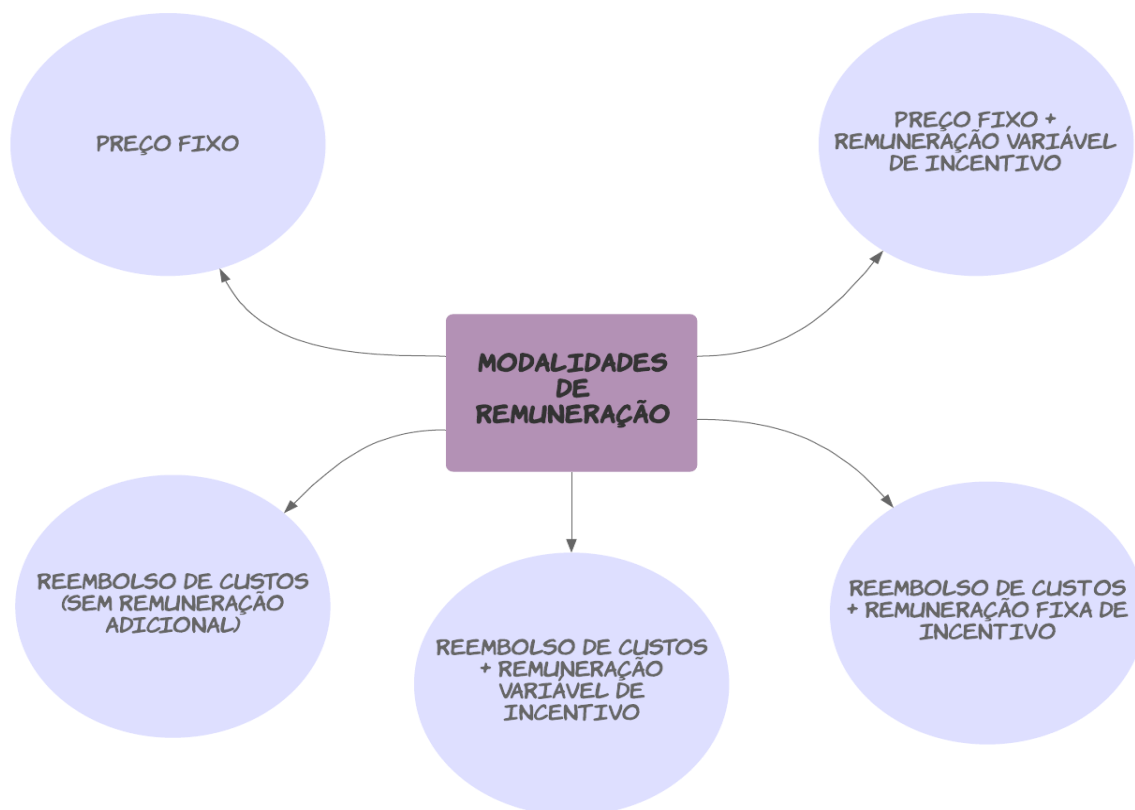 PREÇO FIXO
PREÇO FIXO +
REMUNERAÇÃO VARIÁVEL
DE INCENTIVO
MODALIDADES
DE
REMUNERAÇÃO
REEMBOLSO DE CUSTOS
(SEM REMUNERAÇÃO
ADICIONAL)
REEMBOLSO DE CUSTOS
+ REMUNERAÇÃO
VARIÁVEL DE
INCENTIVO
REEMBOLSO DE CUSTOS
+ REMUNERAÇÃO FIXA DE
INCENTIVO